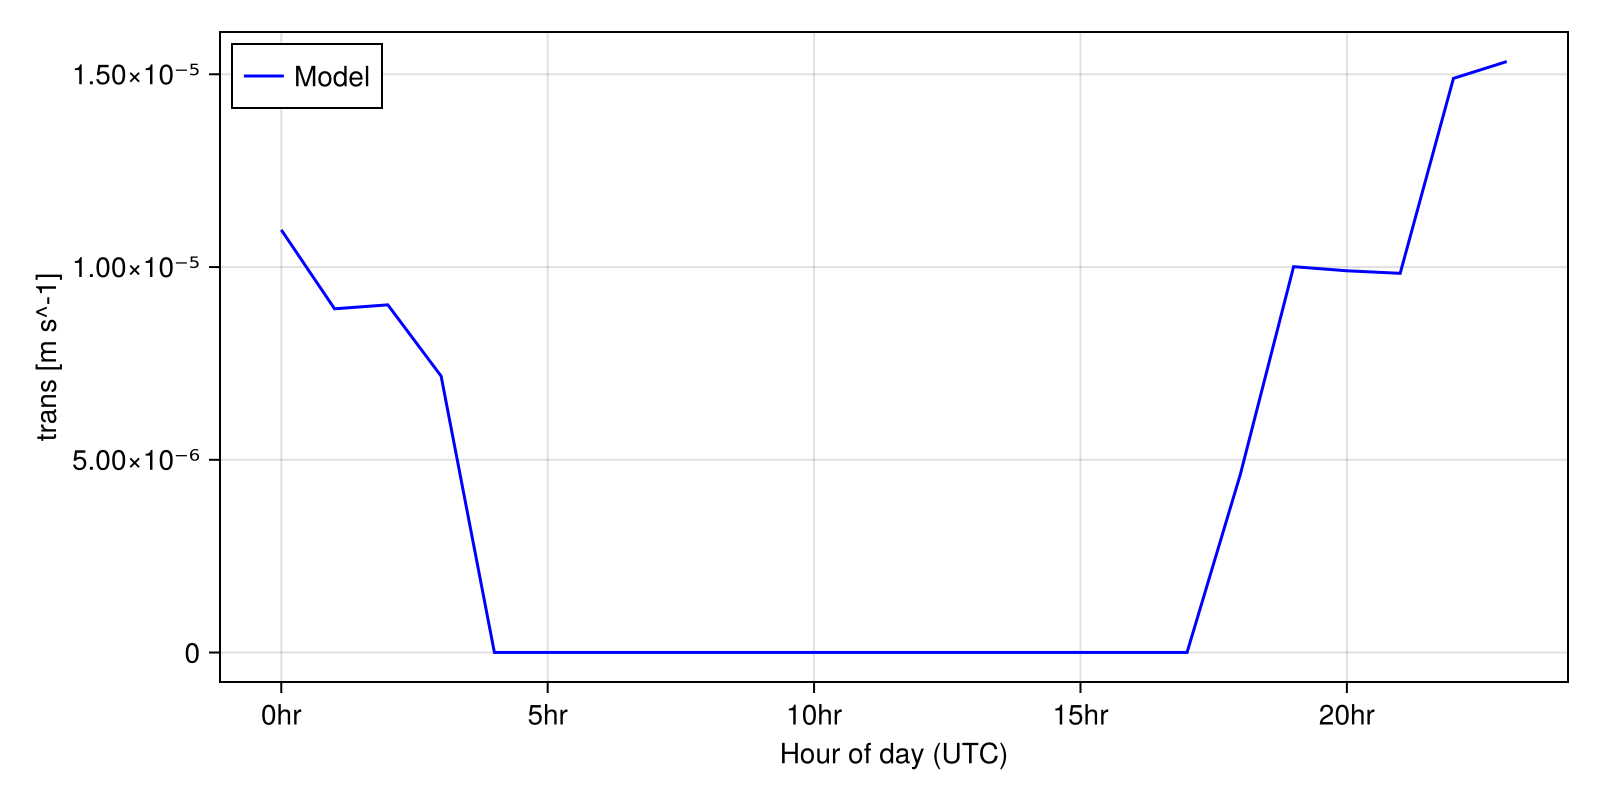 Model
1.50×10⁻⁵
1.00×10⁻⁵
5.00×10⁻⁶
0
trans [m s^-1]
0hr 5hr 10hr 15hr 20hr
Hour of day (UTC)